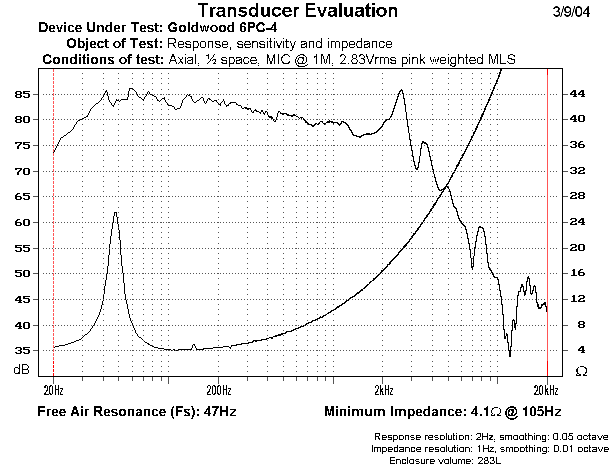 Transducer Evaluation
3/9/04
Device Under Test: Goldwood 6PC-4
Object of Test: Response, sensitivity and impedance
Conditions of test: Axial, ½ space, MIC @ 1M, 2.83Vrms pink weighted MLS
85 44
80 40
75 36
70 32
65 28
60 24
55 20
50 16
45 12
40 8
35 4
dB Ω
20Hz 200Hz 2kHz 20kHz
Free Air Resonance (Fs): 47Hz
Minimum Impedance: 4.1Ω @ 105Hz
Response resolution: 2Hz, smoothing: 0.05 octave
Impedance resolution: 1Hz, smoothing: 0.01 octave
Enclosure volume: 283L